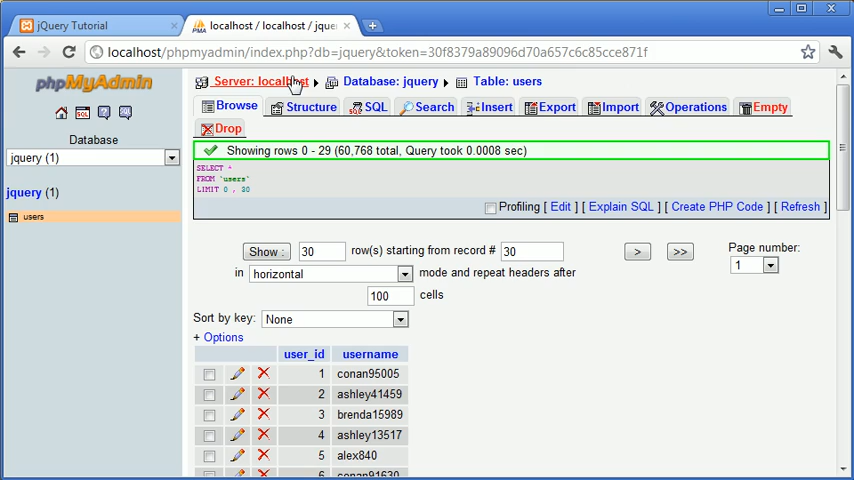 jQuery Tutorial × localhost / localhost / jque ×
localhost/phpmyadmin/index.php?db=jquery&token=30f8379a89096d70a657c6c85cce871f
phpMyAdmin
Server: localhost Database: jquery Table: users
Browse Structure SQL Search Insert Export Import Operations Empty
Drop
Database
jquery (1)
jquery (1)
users
Showing rows 0 - 29 (60,768 total, Query took 0.0008 sec)
SELECT *
FROM `users`
LIMIT 0 , 30
Profiling [ Edit ] [ Explain SQL ] [ Create PHP Code ] [ Refresh ]
Show : 30 row(s) starting from record # 30 > >> Page number:
1
in horizontal mode and repeat headers after
100 cells
Sort by key: None
+ Options
user_id username
1 conan95005
2 ashley41459
3 brenda15989
4 ashley13517
5 alex840
6 conan91630